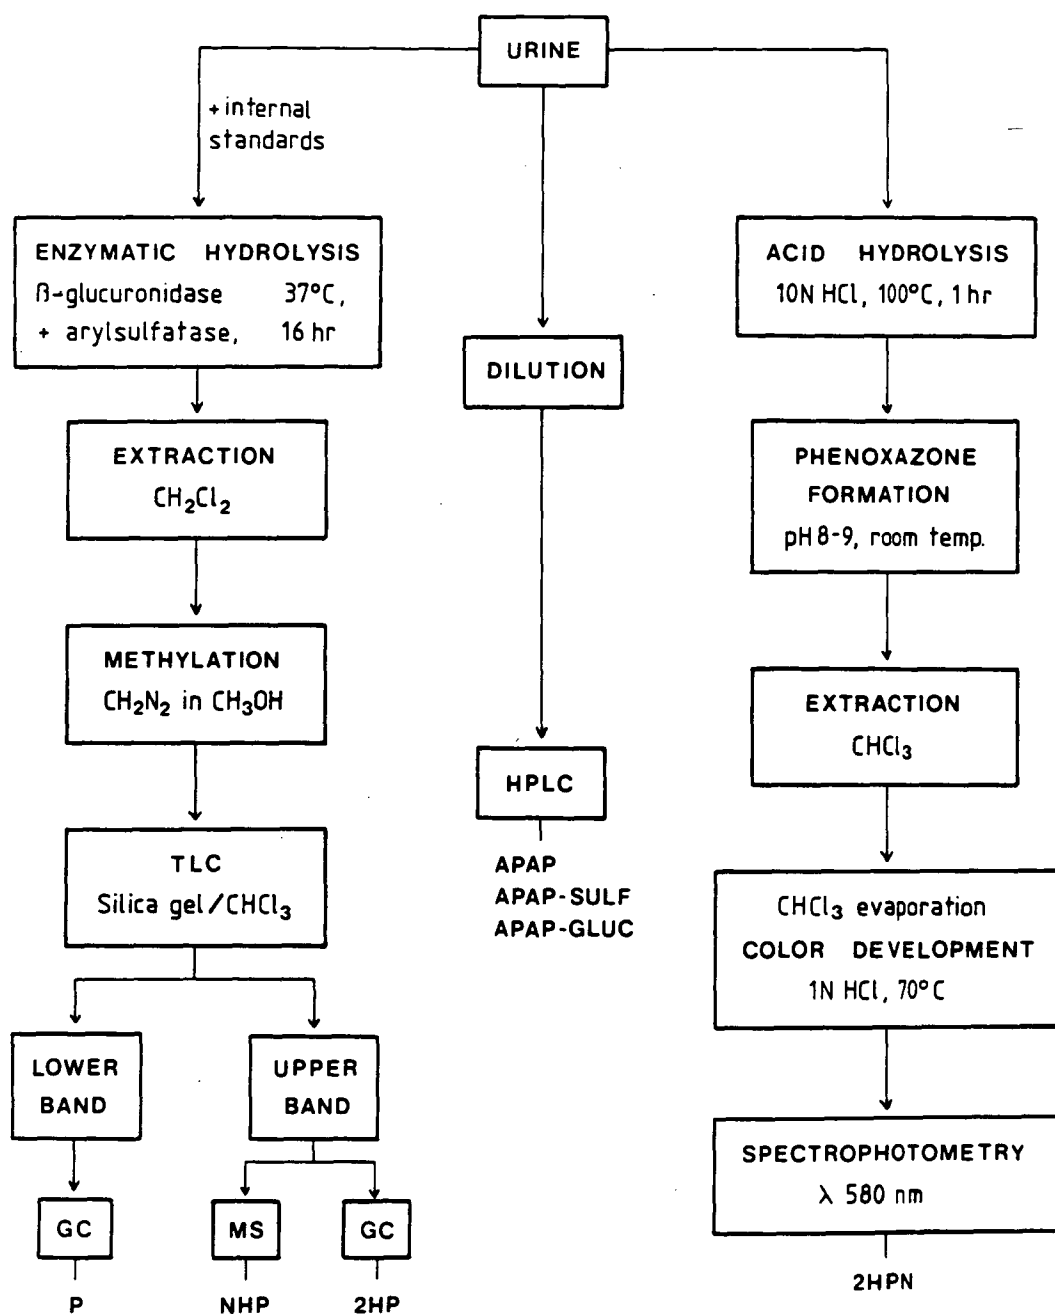 URINE
+ internal
standards
ENZYMATIC HYDROLYSIS
β-glucuronidase 37°C,
+ arylsulfatase, 16 hr
EXTRACTION
CH₂Cl₂
METHYLATION
CH₂N₂ in CH₃OH
TLC
Silica gel/CHCl₃
LOWER
BAND
UPPER
BAND
GC
MS
GC
P
NHP
2HP
DILUTION
HPLC
APAP
APAP-SULF
APAP-GLUC
ACID HYDROLYSIS
10N HCl, 100°C, 1 hr
PHENOXAZONE
FORMATION
pH 8-9, room temp.
EXTRACTION
CHCl₃
CHCl₃ evaporation
COLOR DEVELOPMENT
1N HCl, 70°C
SPECTROPHOTOMETRY
λ 580 nm
2HPN